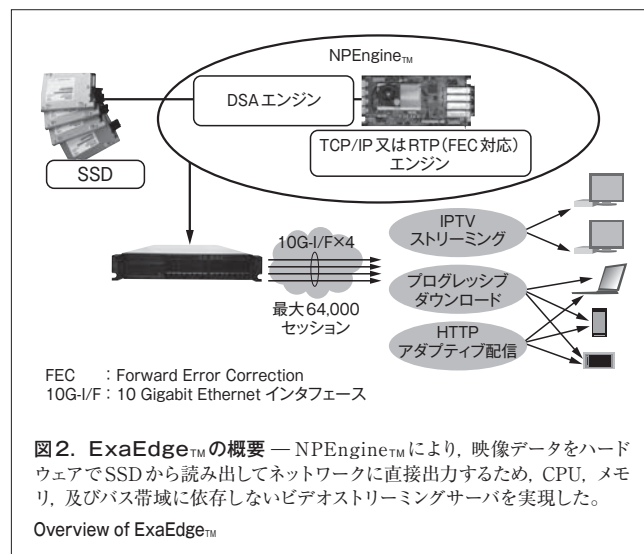 NPEngine™
DSAエンジン
TCP/IP又はRTP(FEC対応)
エンジン
SSD
10G-I/F×4
最大64,000
セッション
IPTV
ストリーミング
プログレッシブ
ダウンロード
HTTP
アダプティブ配信
FEC : Forward Error Correction
10G-I/F : 10 Gigabit Ethernet インタフェース
図2. ExaEdge™の概要 — NPEngine™により,映像データをハード
ウェアでSSDから読み出してネットワークに直接出力するため, CPU, メモ
リ, 及びバス帯域に依存しないビデオストリーミングサーバを実現した。
Overview of ExaEdge™